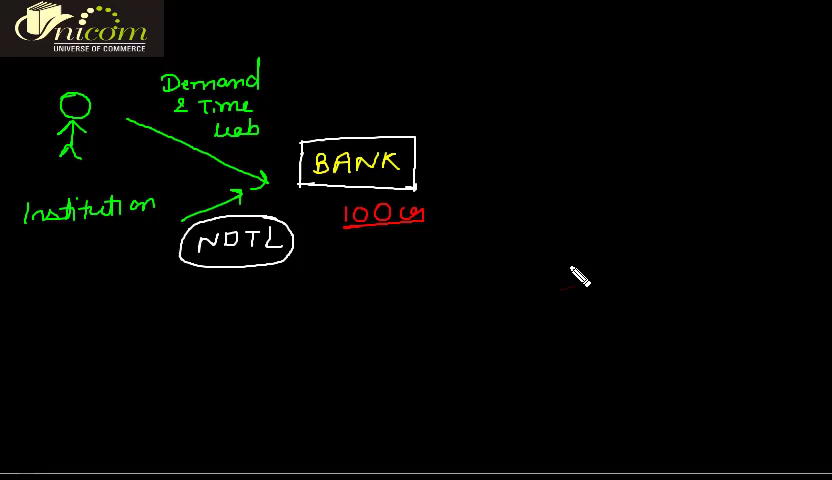 Unicom
UNIVERSE OF COMMERCE
Demand
& Time
Liab
BANK
Institution
100 cr
NDTL